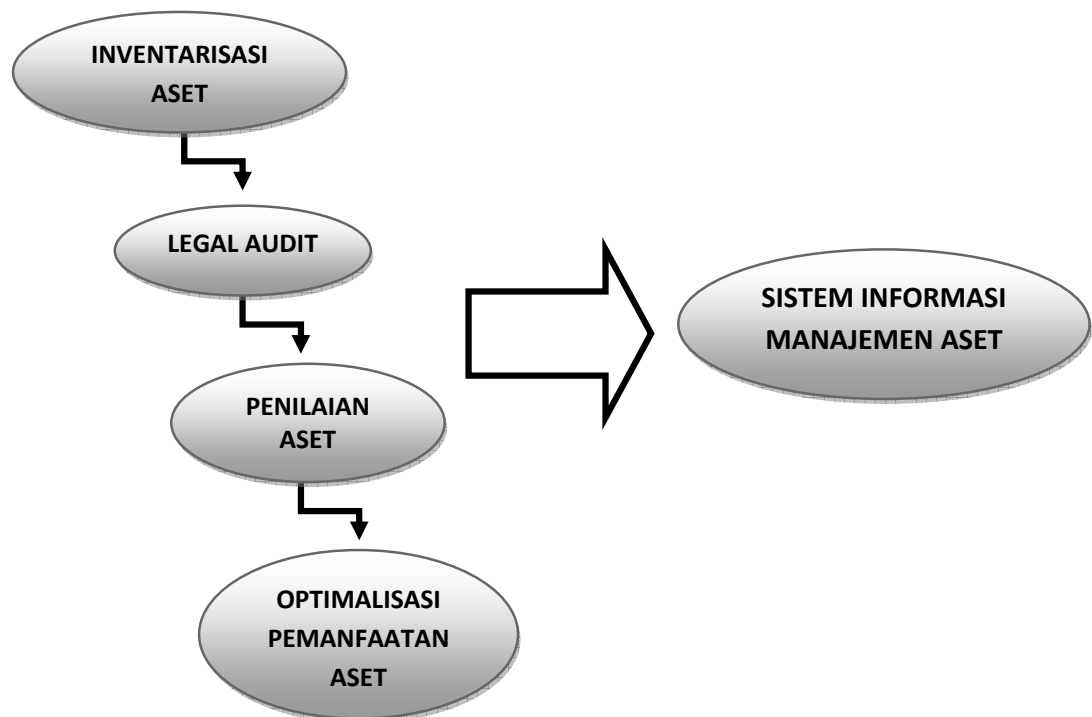 INVENTARISASI
ASET
LEGAL AUDIT
PENILAIAN
ASET
OPTIMALISASI
PEMANFAATAN
ASET
SISTEM INFORMASI
MANAJEMEN ASET